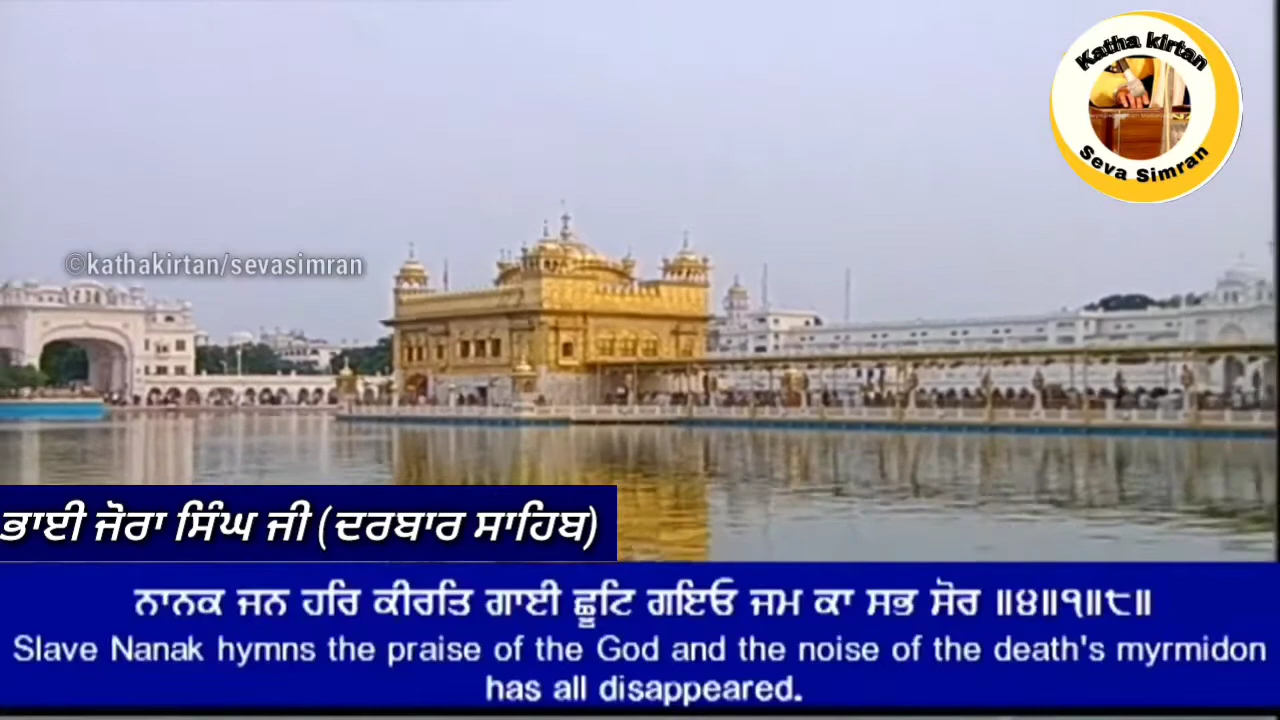 Katha kirtan
Seva Simran
©kathakirtan/sevasimran
ਭਾਈ ਜੋਰਾ ਸਿੰਘ ਜੀ (ਦਰਬਾਰ ਸਾਹਿਬ)
ਨਾਨਕ ਜਨ ਹਰਿ ਕੀਰਤਿ ਗਾਈ ਛੂਟਿ ਗਇਓ ਜਮ ਕਾ ਸਭ ਸੋਰ ॥੪॥੧॥੮॥
Slave Nanak hymns the praise of the God and the noise of the death's myrmidon
has all disappeared.